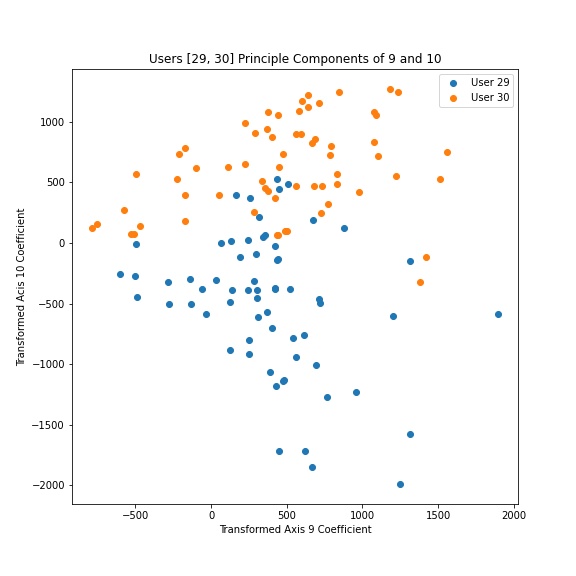 Users [29, 30] Principle Components of 9 and 10
User 29
User 30
Transformed Acis 10 Coefficient
1000
500
0
−500
−1000
−1500
−2000
−500
0
500
1000
1500
2000
Transformed Axis 9 Coefficient